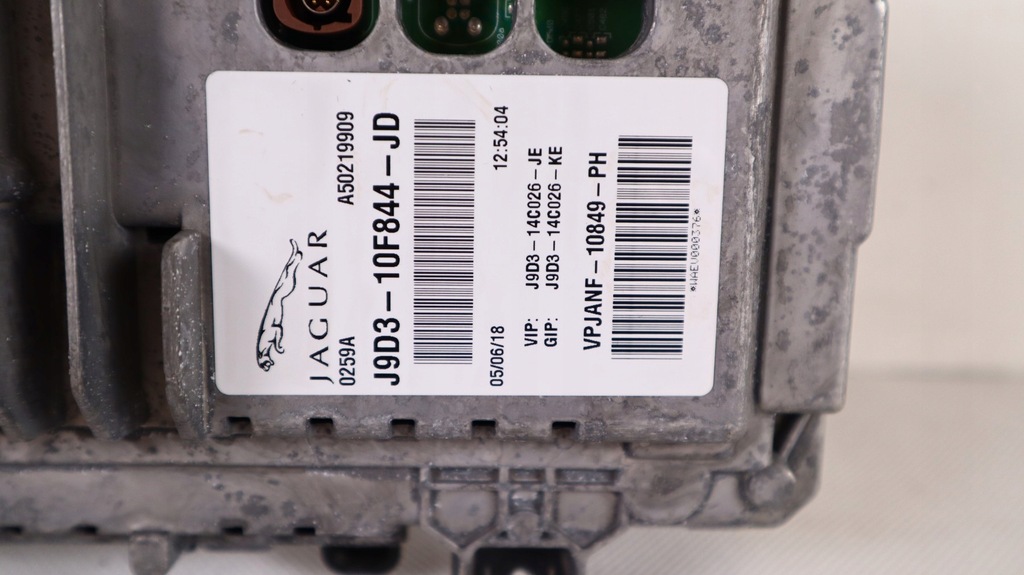 JAGUAR
0259A A50219909
J9D3-10F844-JD
05/06/18 12:54:04
VIP: J9D3-14C026-JE
GIP: J9D3-14C026-KE
VPJANF-10849-PH
*WAEV000376*